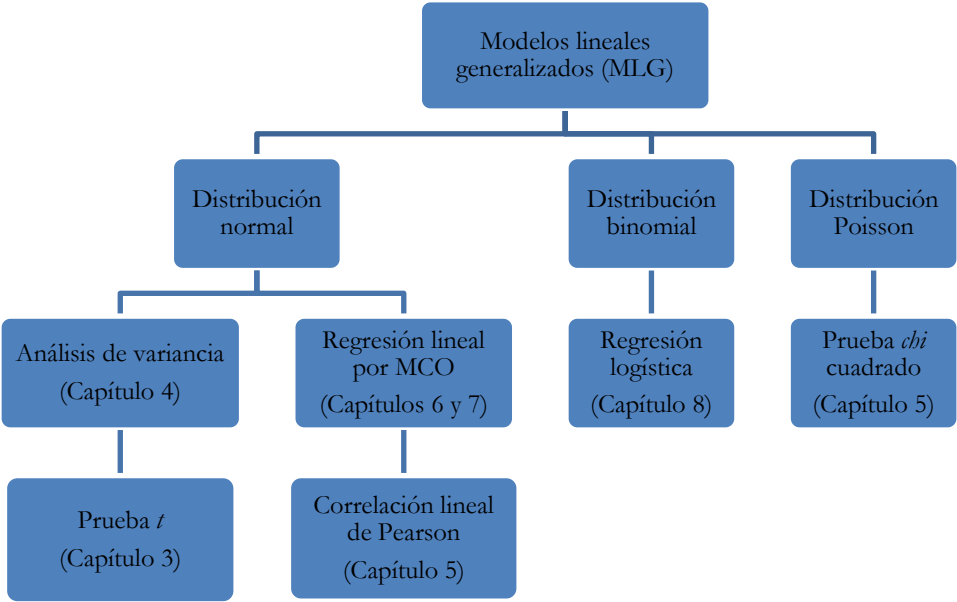 Modelos lineales
generalizados (MLG)
Distribución
normal
Distribución
binomial
Distribución
Poisson
Análisis de variancia
(Capítulo 4)
Regresión lineal
por MCO
(Capítulos 6 y 7)
Regresión
logística
(Capítulo 8)
Prueba chi
cuadrado
(Capítulo 5)
Prueba t
(Capítulo 3)
Correlación lineal
de Pearson
(Capítulo 5)